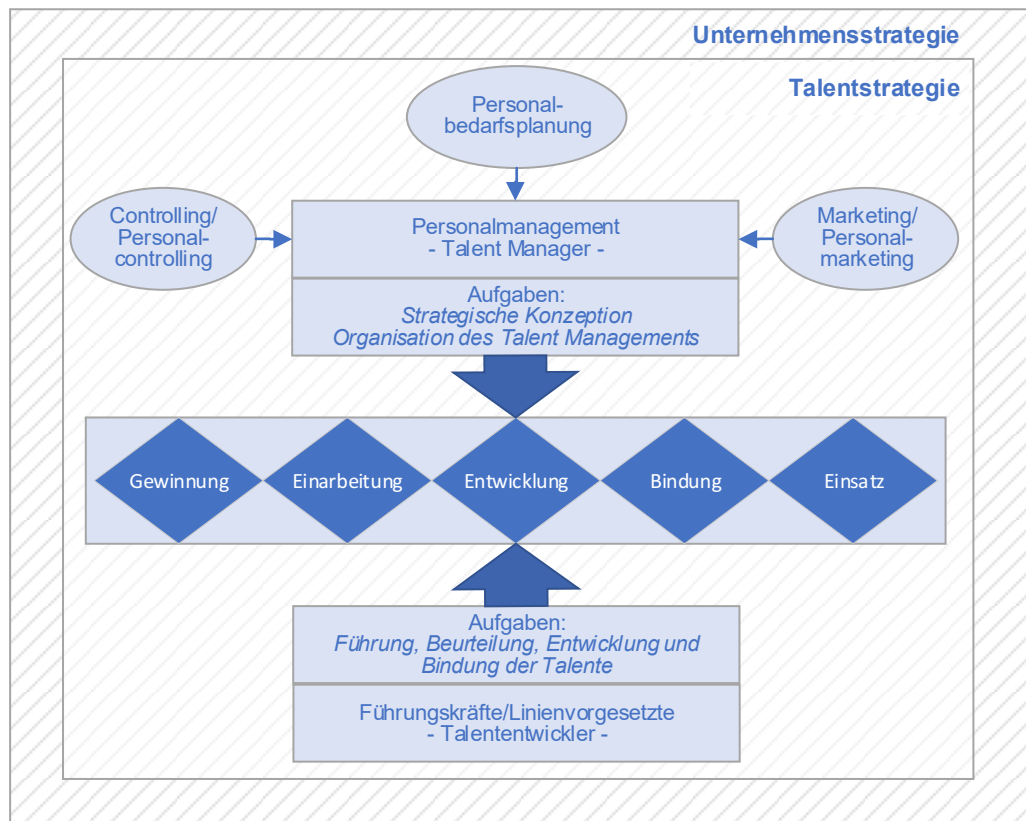 Unternehmensstrategie
Talentstrategie
Personal-
bedarfsplanung
Controlling/
Personal-
controlling
Personalmanagement
- Talent Manager -
Marketing/
Personal-
marketing
Aufgaben:
Strategische Konzeption
Organisation des Talent Managements
Gewinnung
Einarbeitung
Entwicklung
Bindung
Einsatz
Aufgaben:
Führung, Beurteilung, Entwicklung und
Bindung der Talente
Führungskräfte/Linienvorgesetzte
- Talententwickler -